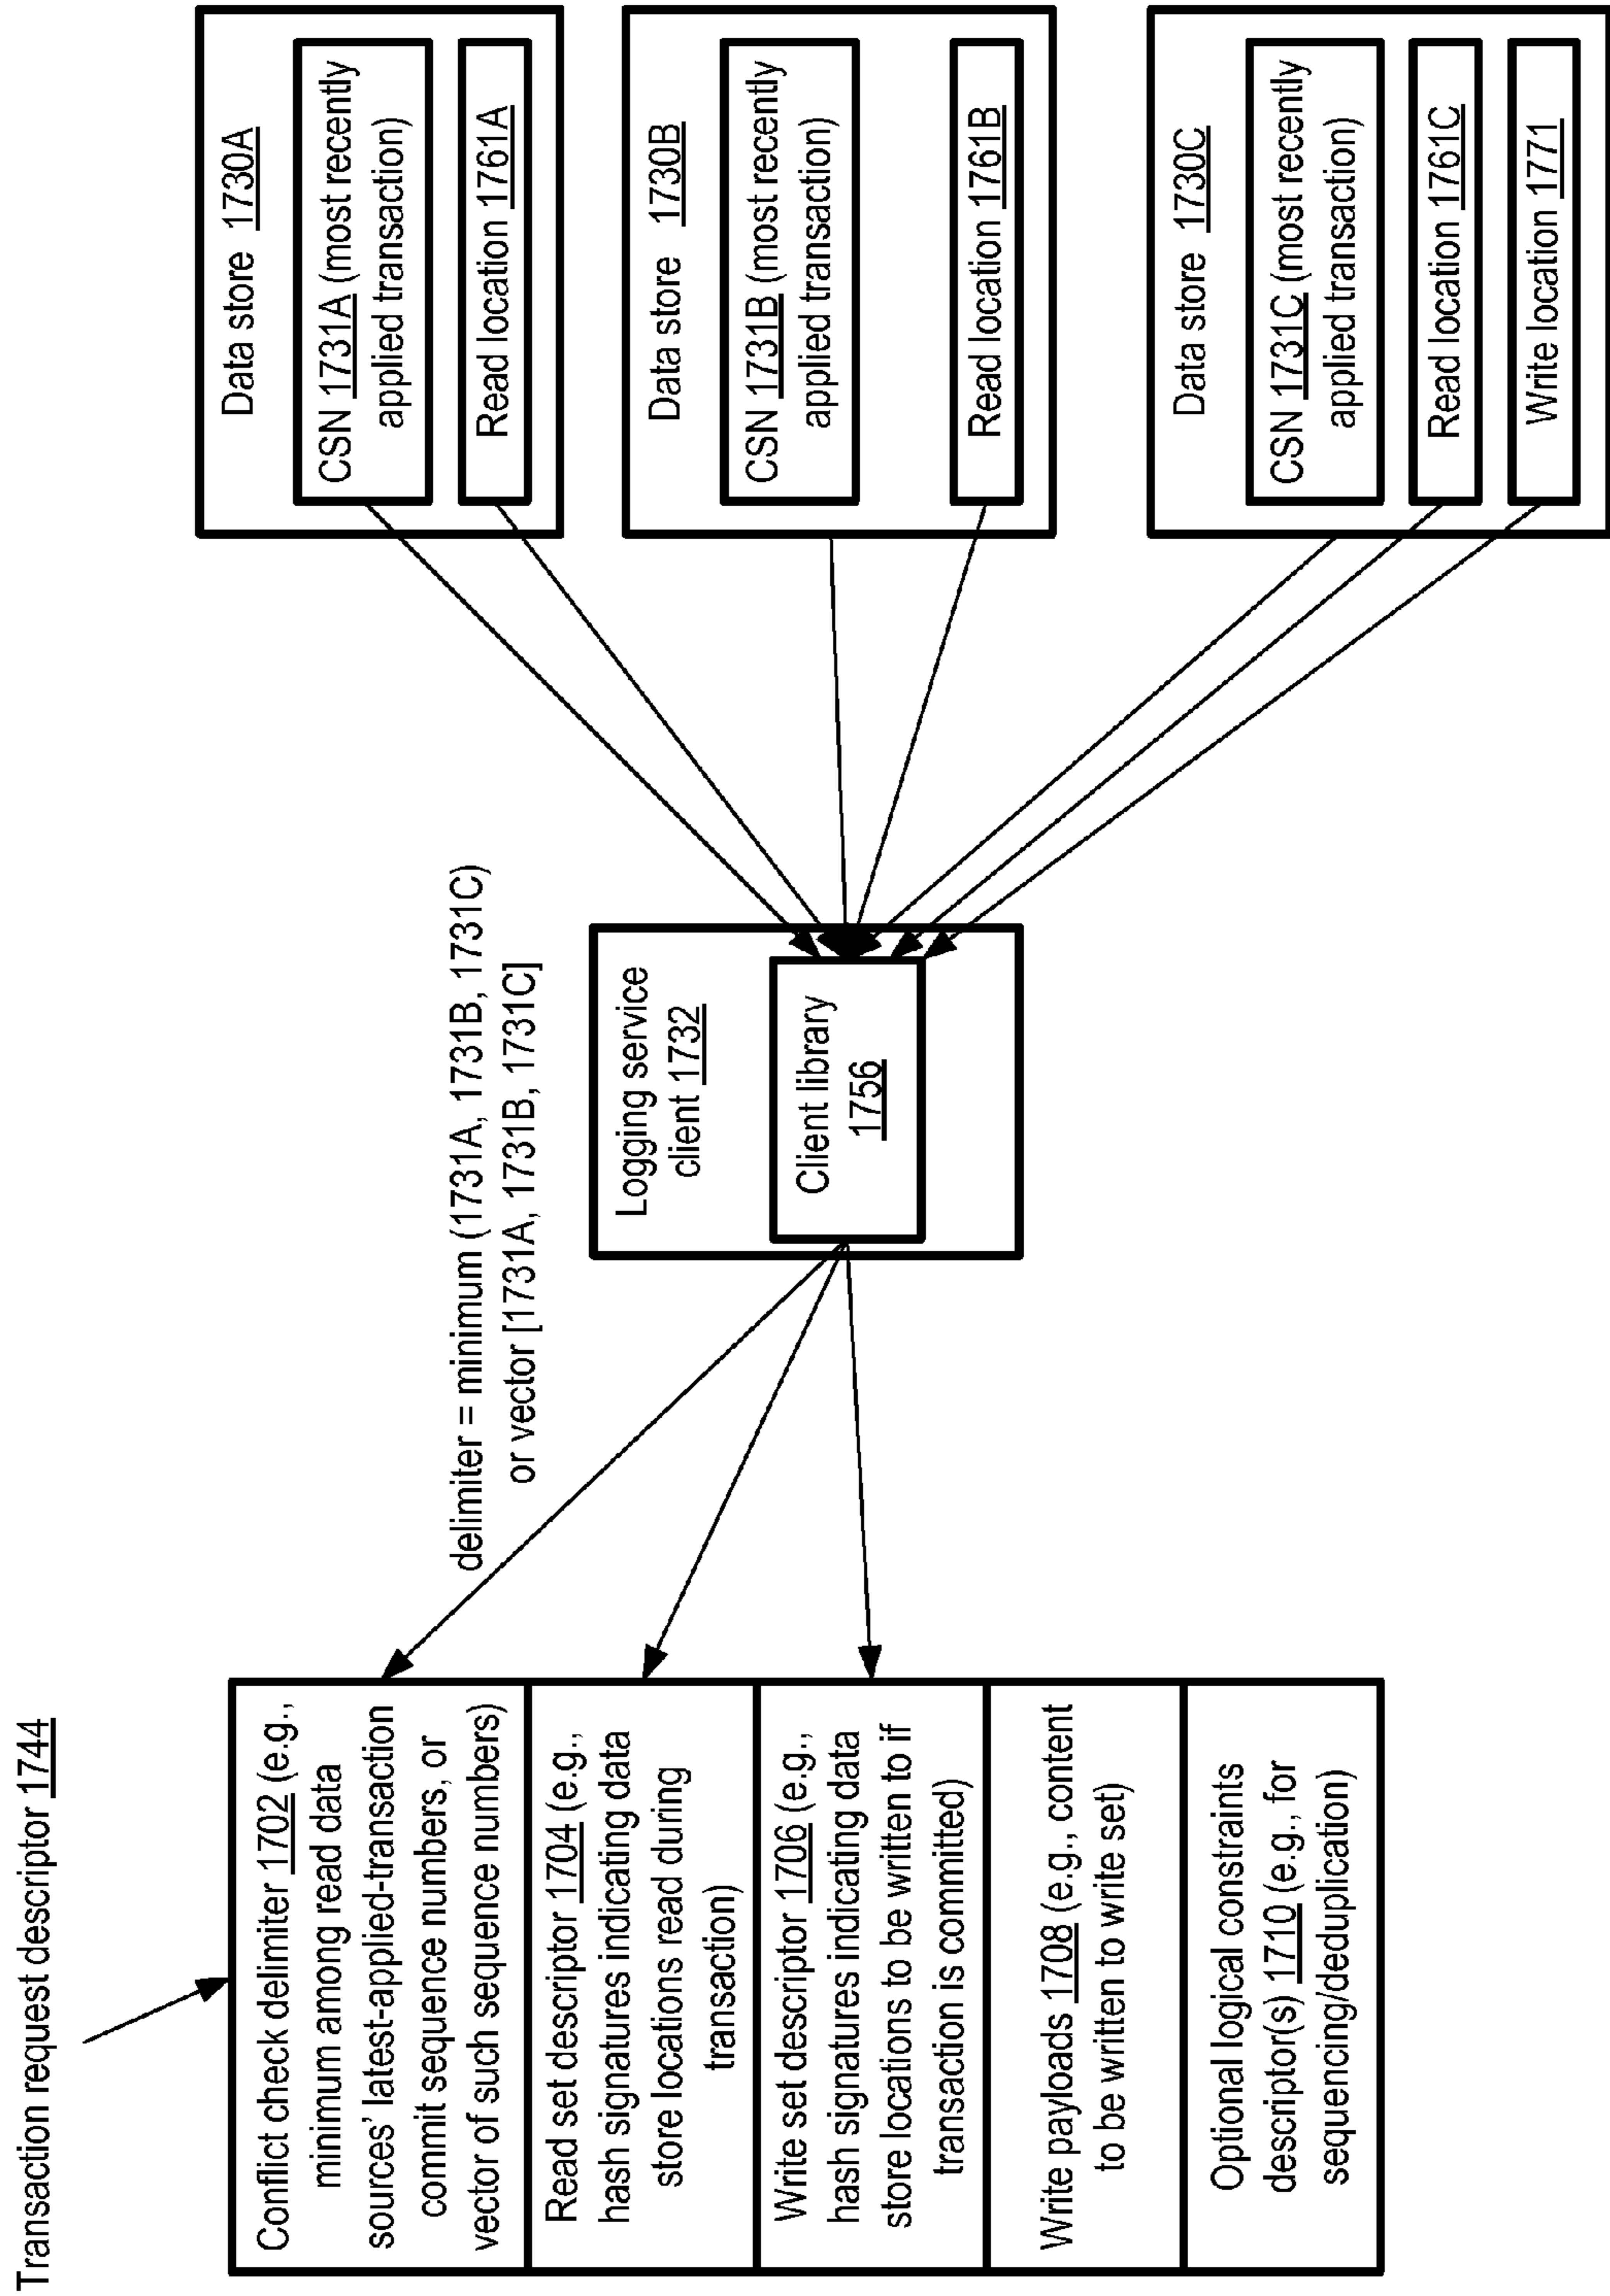 Transaction request descriptor 1744
Conflict check delimiter 1702 (e.g.,
minimum among read data
sources' latest-applied-transaction
commit sequence numbers, or
vector of such sequence numbers)
Read set descriptor 1704 (e.g.,
hash signatures indicating data
store locations read during
transaction)
Write set descriptor 1706 (e.g.,
hash signatures indicating data
store locations to be written to if
transaction is committed)
Write payloads 1708 (e.g., content
to be written to write set)
Optional logical constraints
descriptor(s) 1710 (e.g., for
sequencing/deduplication)
delimiter = minimum (1731A, 1731B, 1731C)
or vector [1731A, 1731B, 1731C]
Logging service
client 1732
Client library
1756
Data store 1730A
CSN 1731A (most recently
applied transaction)
Read location 1761A
Data store 1730B
CSN 1731B (most recently
applied transaction)
Read location 1761B
Data store 1730C
CSN 1731C (most recently
applied transaction)
Read location 1761C
Write location 1771